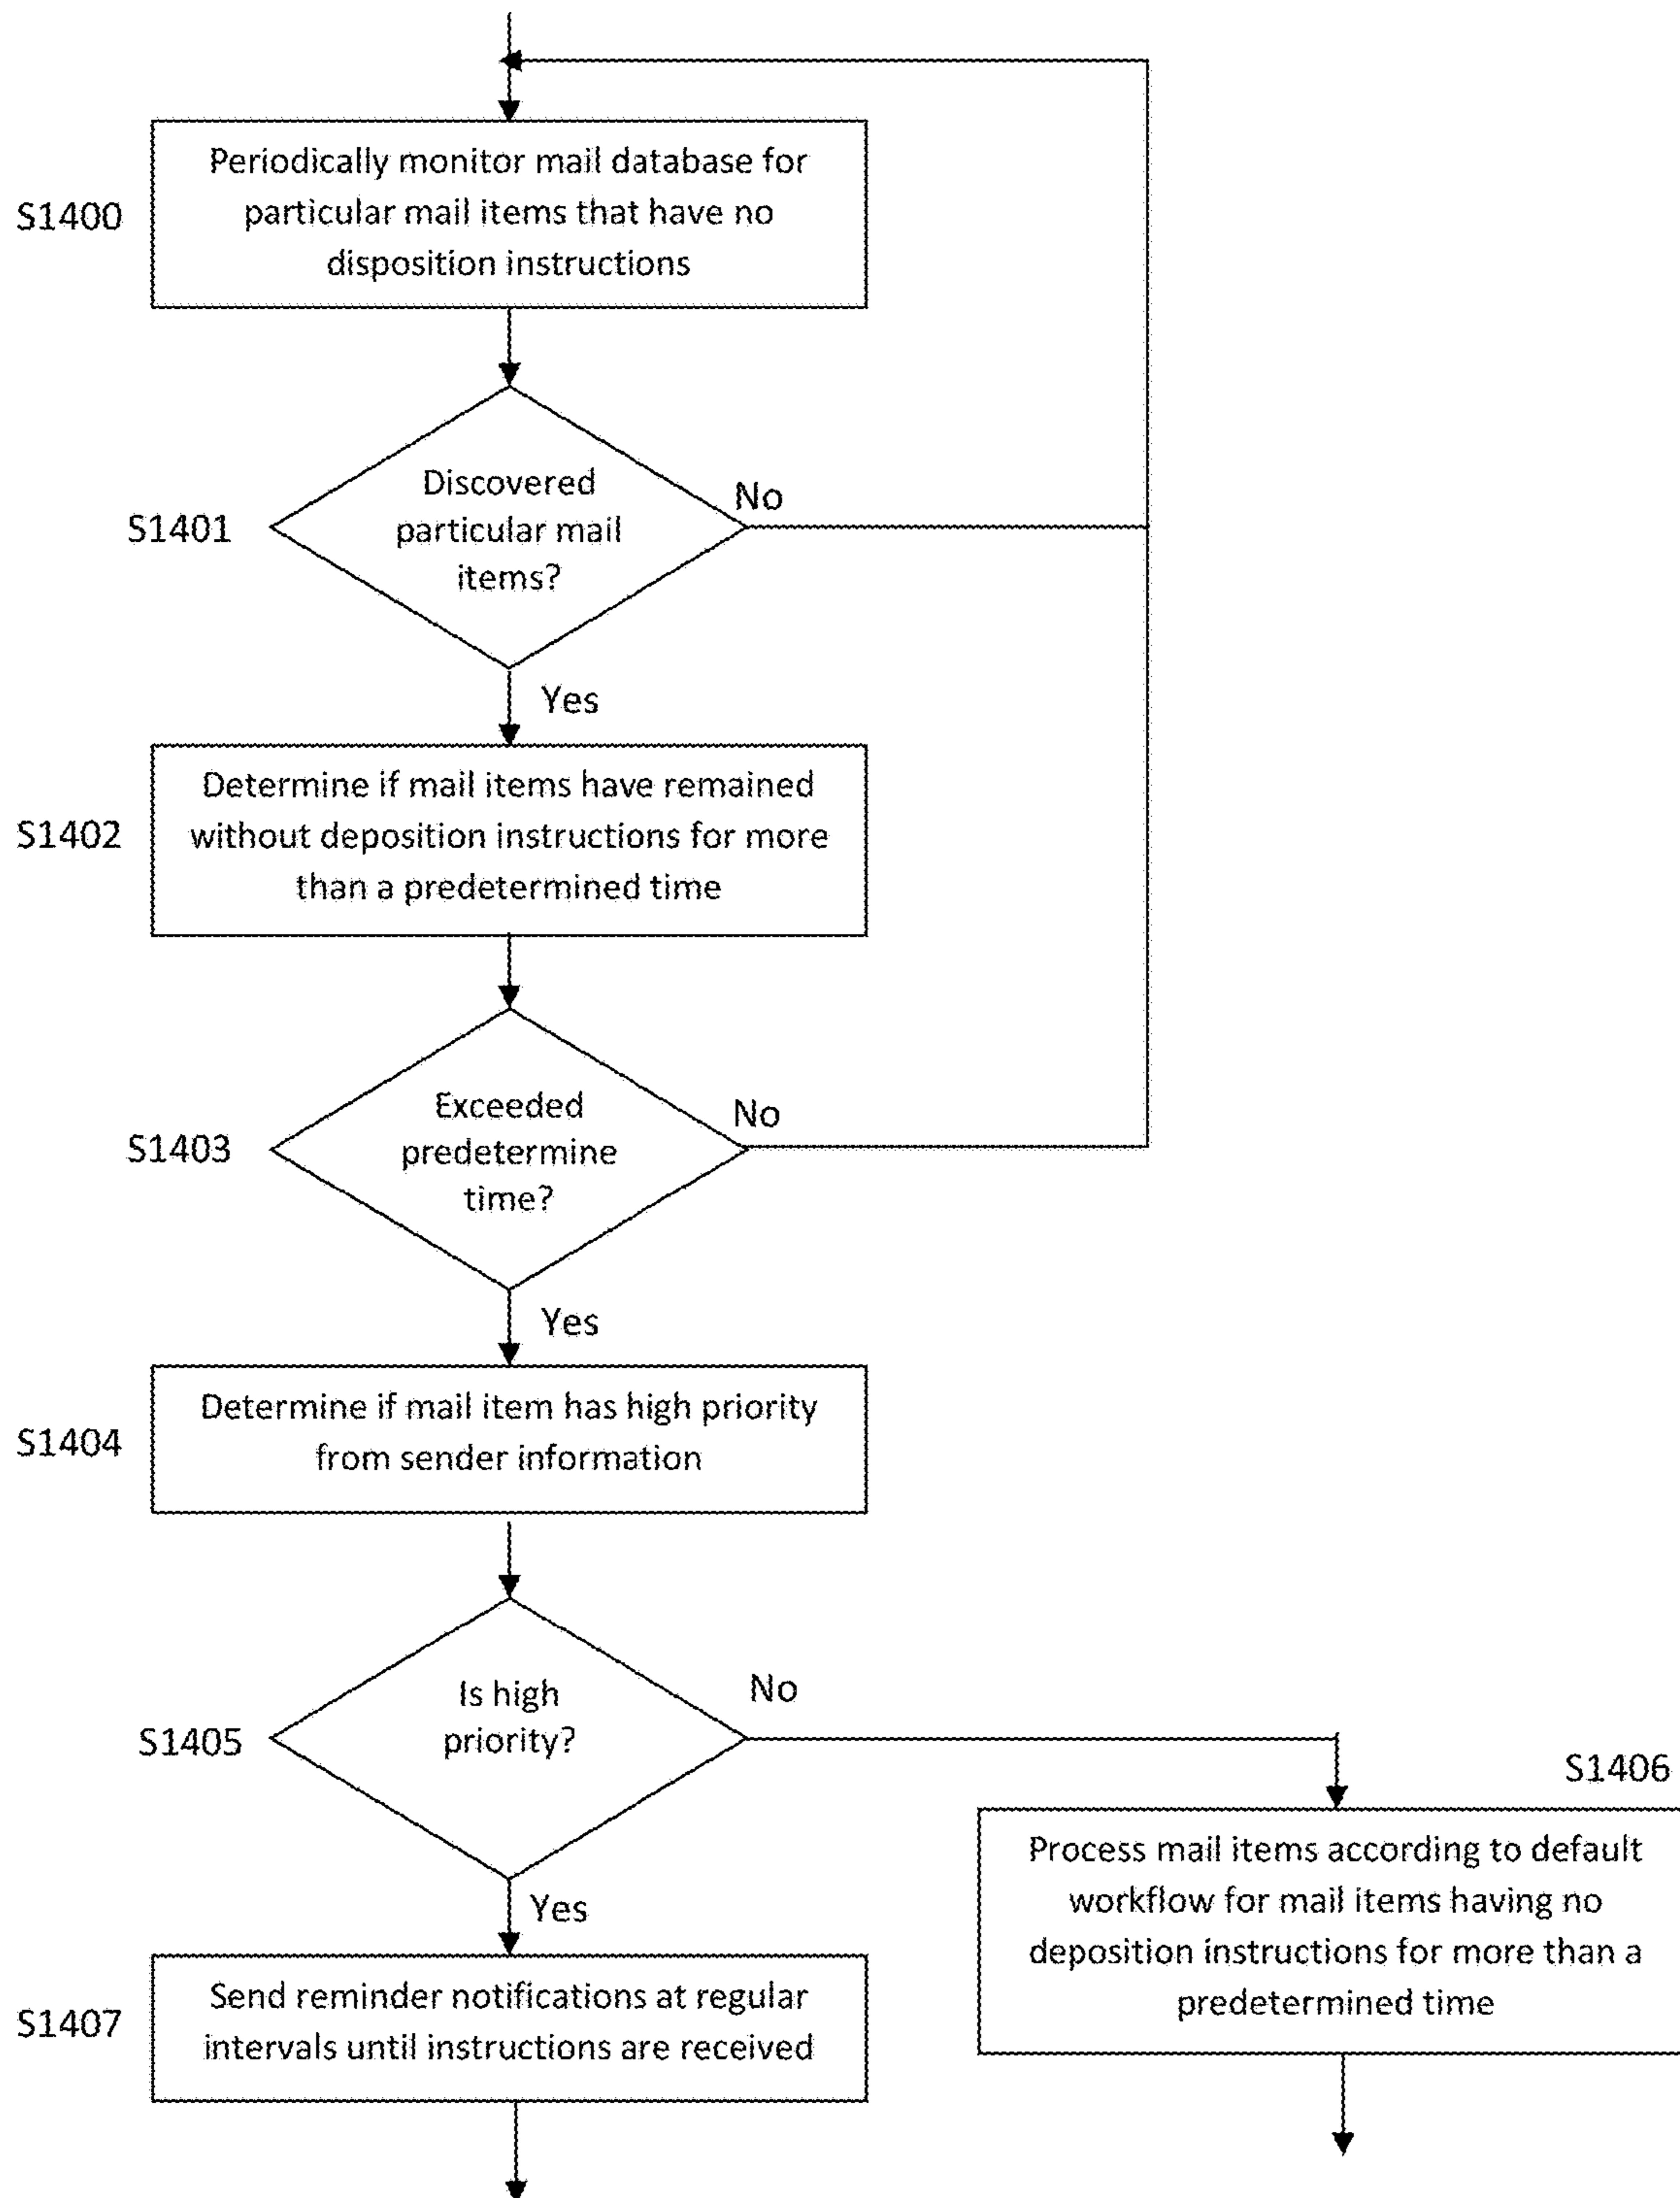 S1400
Periodically monitor mail database for
particular mail items that have no
disposition instructions
S1401
Discovered
particular mail
items?
No
Yes
S1402
Determine if mail items have remained
without deposition instructions for more
than a predetermined time
S1403
Exceeded
predetermine
time?
No
Yes
S1404
Determine if mail item has high priority
from sender information
S1405
Is high
priority?
No
Yes
S1406
Process mail items according to default
workflow for mail items having no
deposition instructions for more than a
predetermined time
S1407
Send reminder notifications at regular
intervals until instructions are received